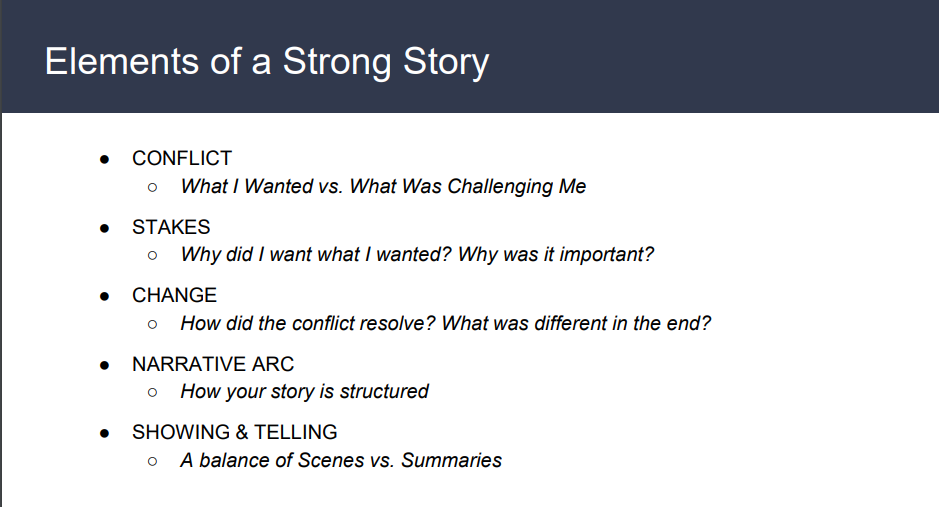 Elements of a Strong Story
● CONFLICT
○ What I Wanted vs. What Was Challenging Me
● STAKES
○ Why did I want what I wanted? Why was it important?
● CHANGE
○ How did the conflict resolve? What was different in the end?
● NARRATIVE ARC
○ How your story is structured
● SHOWING & TELLING
○ A balance of Scenes vs. Summaries